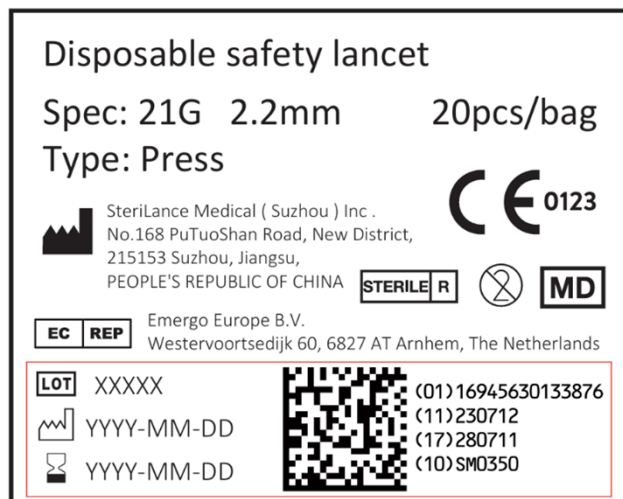 Disposable safety lancet
Spec: 21G 2.2mm 20pcs/bag
Type: Press
SteriLance Medical ( Suzhou ) Inc .
No.168 PuTuoShan Road, New District,
215153 Suzhou, Jiangsu,
PEOPLE'S REPUBLIC OF CHINA
CE 0123
STERILE R
2
MD
EC REP
Emergo Europe B.V.
Westervoortsedijk 60, 6827 AT Arnhem, The Netherlands
LOT XXXXX
YYYY-MM-DD
YYYY-MM-DD
(01)16945630133876
(11)230712
(17)280711
(10)SM0350